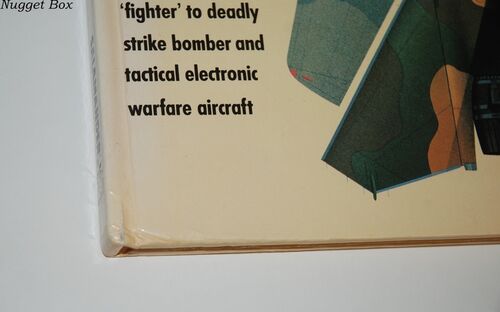 Nugget Box
'fighter' to deadly
strike bomber and
tactical electronic
warfare aircraft